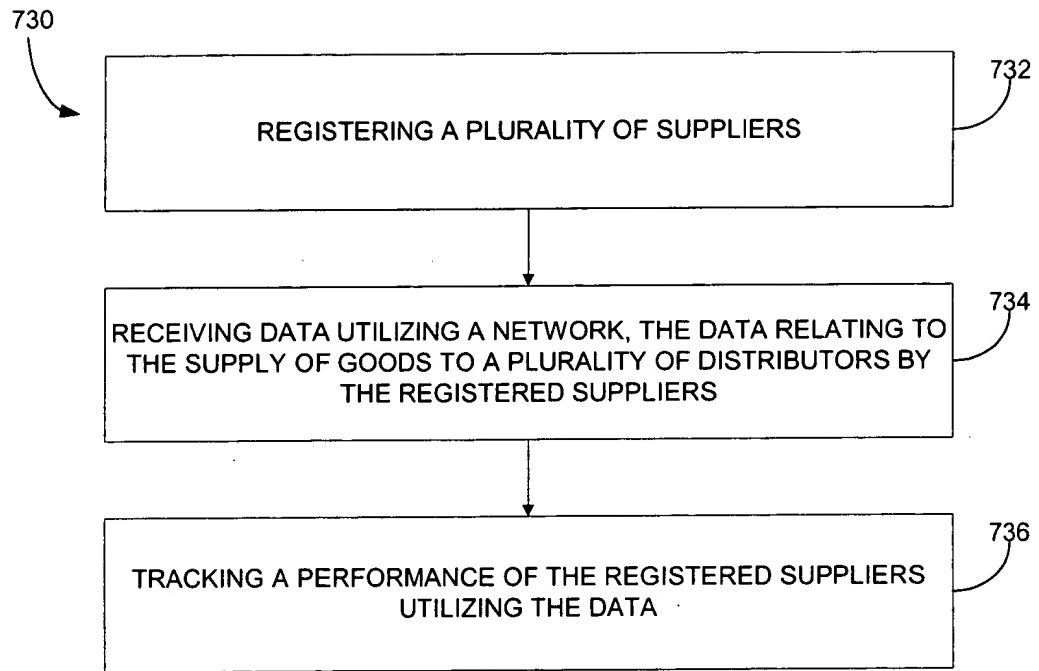 730
732
REGISTERING A PLURALITY OF SUPPLIERS
734
RECEIVING DATA UTILIZING A NETWORK, THE DATA RELATING TO
THE SUPPLY OF GOODS TO A PLURALITY OF DISTRIBUTORS BY
THE REGISTERED SUPPLIERS
736
TRACKING A PERFORMANCE OF THE REGISTERED SUPPLIERS
UTILIZING THE DATA